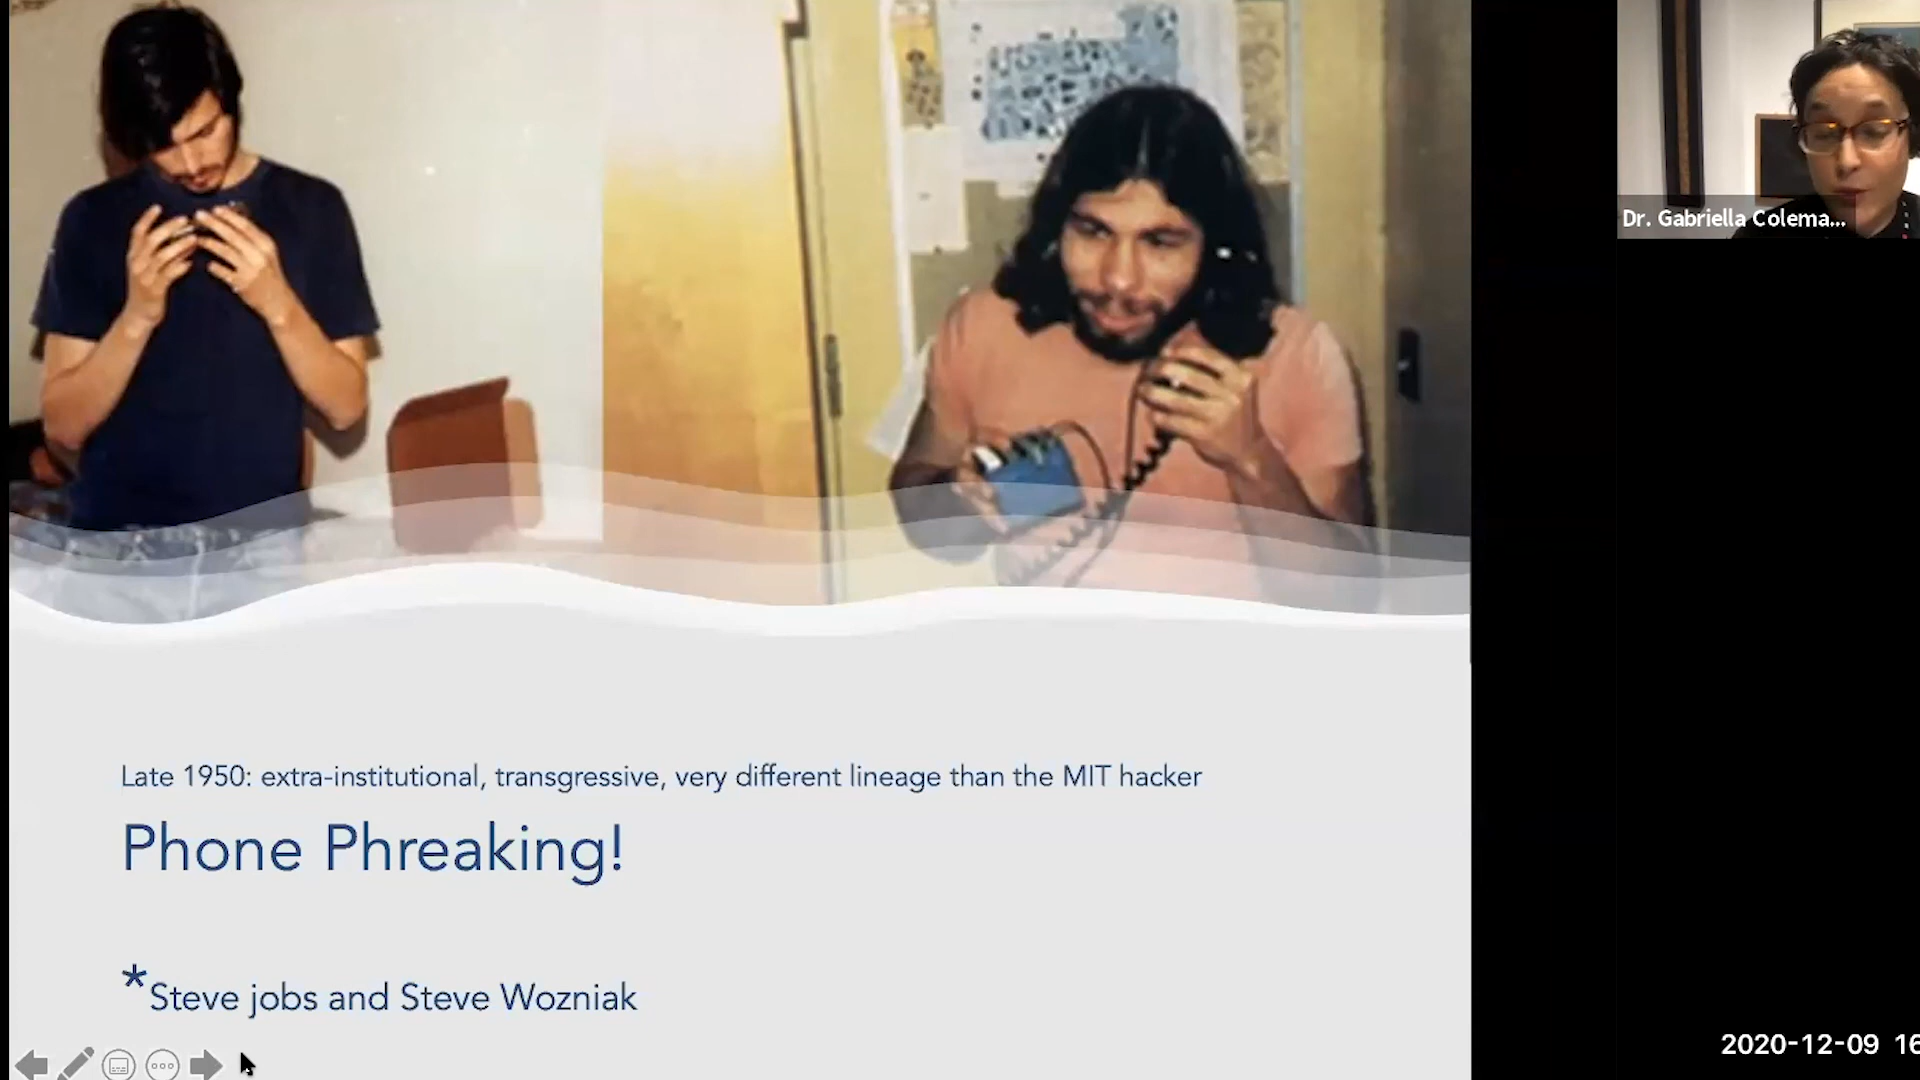 Dr. Gabriella Colema...
Late 1950: extra-institutional, transgressive, very different lineage than the MIT hacker
Phone Phreaking!
*Steve jobs and Steve Wozniak
2020-12-09 16